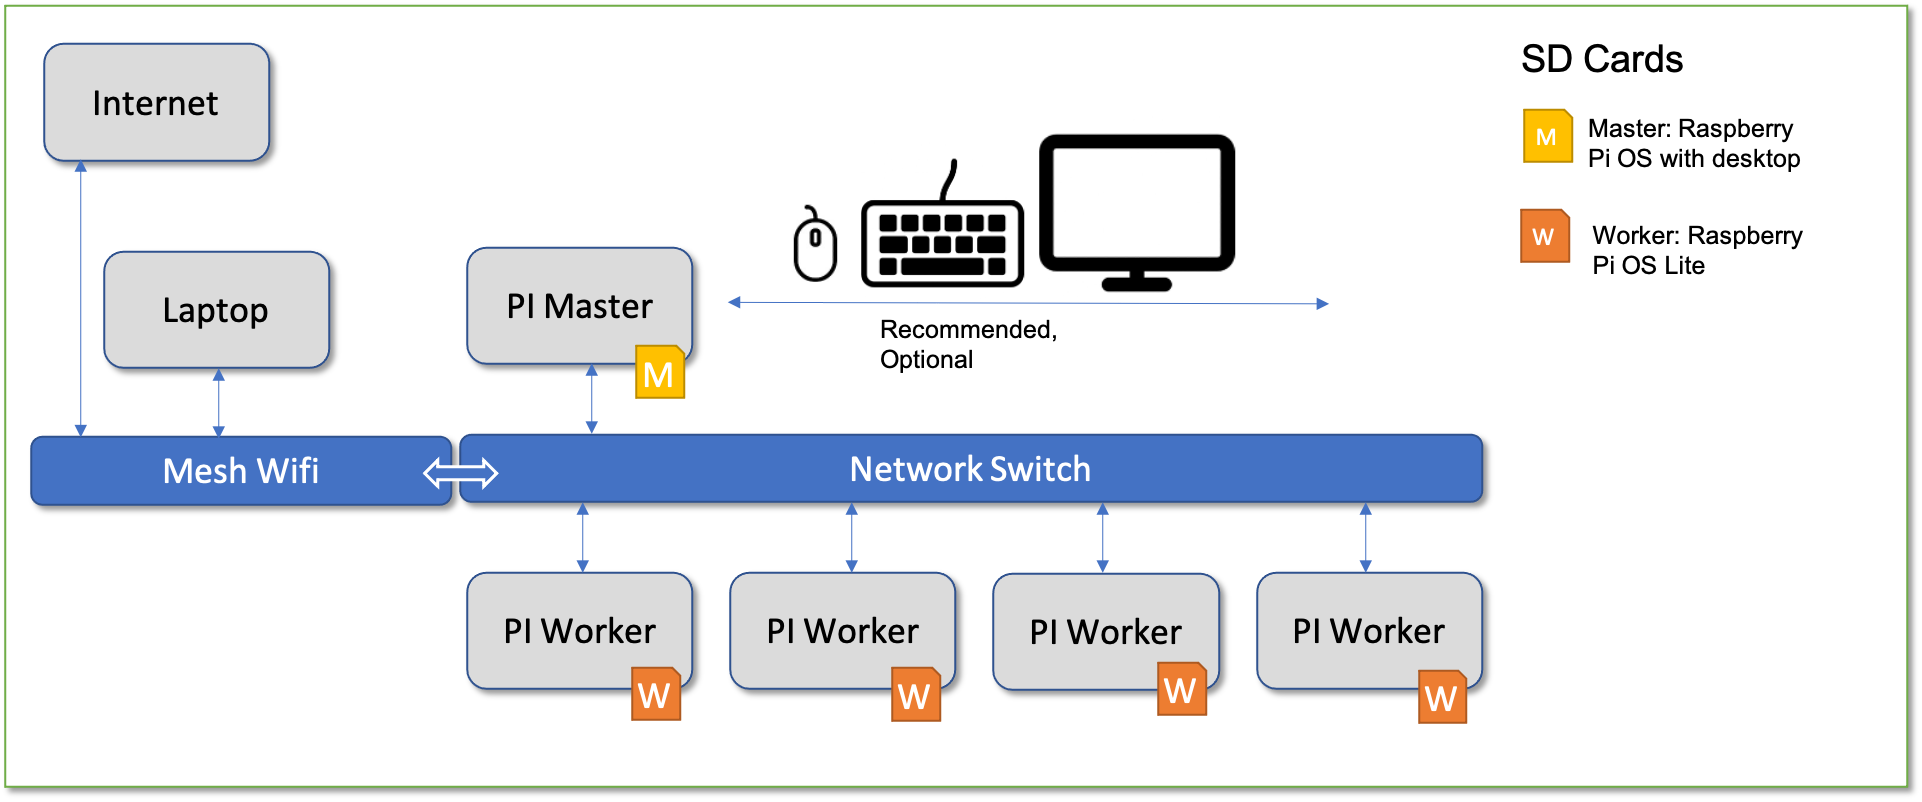 Internet
SD Cards
M
Master: Raspberry
Pi OS with desktop
W
Worker: Raspberry
Pi OS Lite
Laptop
PI Master
M
Recommended,
Optional
Mesh Wifi
Network Switch
PI Worker
W
PI Worker
W
PI Worker
W
PI Worker
W